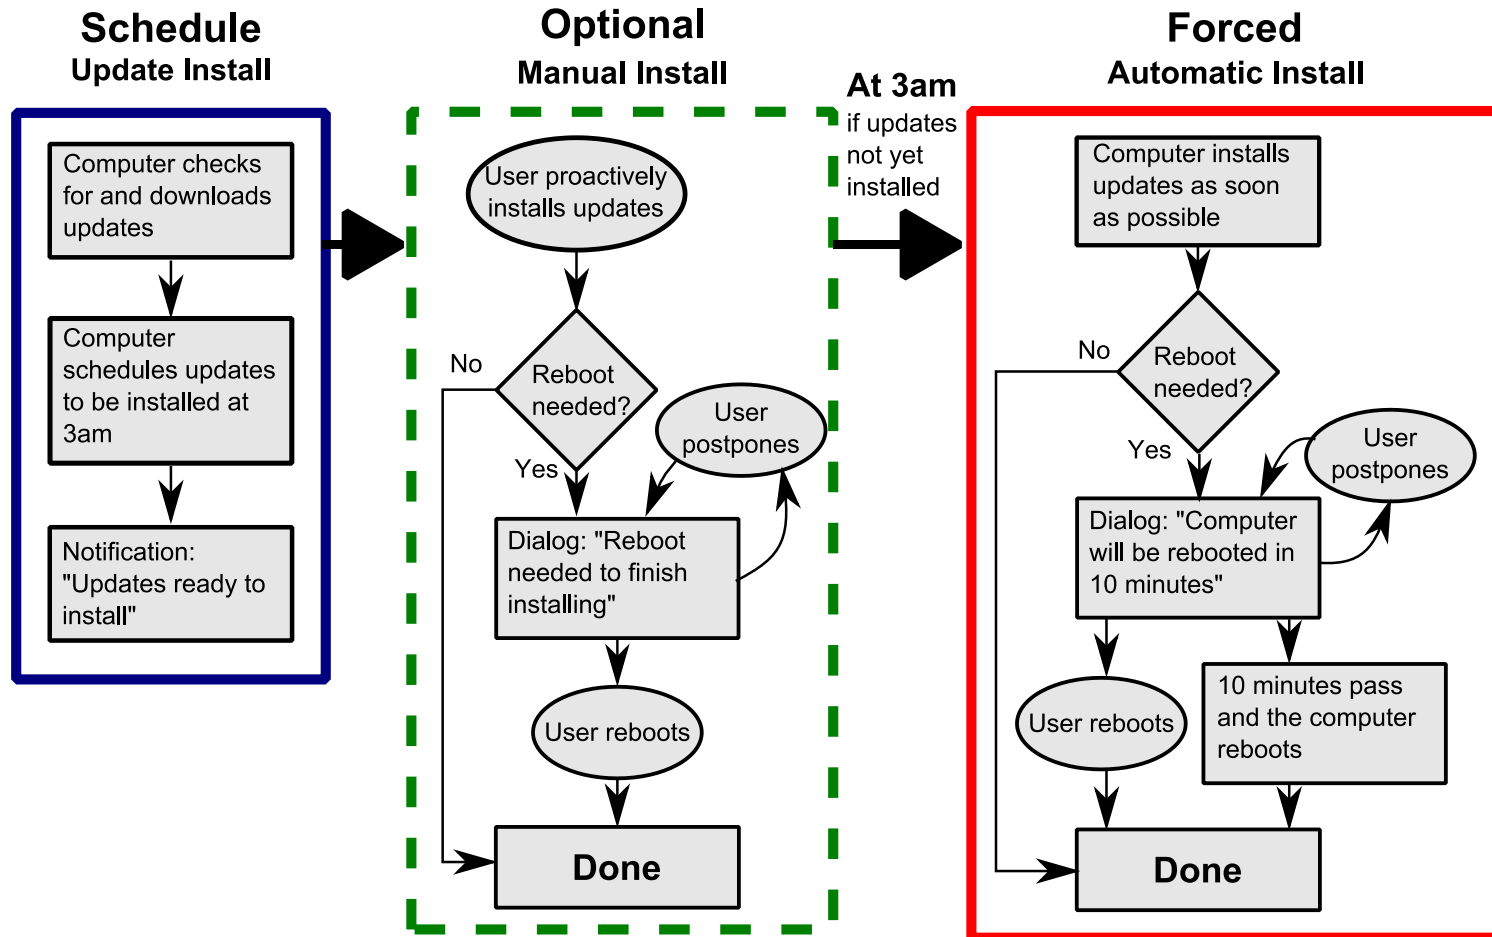 Schedule
Update Install
Computer checks
for and downloads
updates
Computer
schedules updates
to be installed at
3am
Notification:
"Updates ready to
install"
Optional
Manual Install
User proactively
installs updates
Reboot
needed?
No
Yes
User
postpones
Dialog: "Reboot
needed to finish
installing"
User reboots
Done
At 3am
if updates
not yet
installed
Forced
Automatic Install
Computer installs
updates as soon
as possible
Reboot
needed?
No
Yes
User
postpones
Dialog: "Computer
will be rebooted in
10 minutes"
User reboots
10 minutes pass
and the computer
reboots
Done